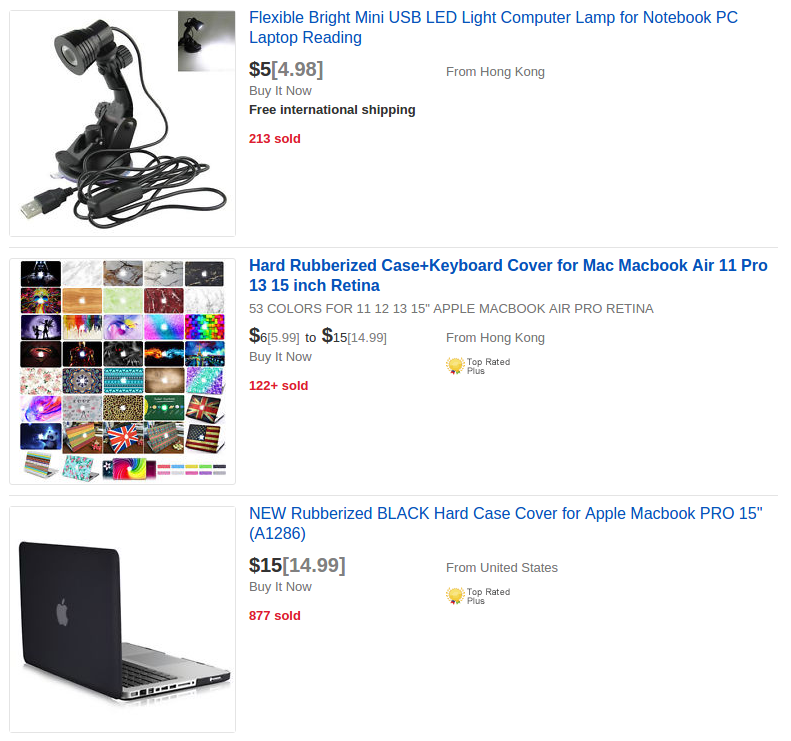 Flexible Bright Mini USB LED Light Computer Lamp for Notebook PC
Laptop Reading
$5[4.98]
From Hong Kong
Buy It Now
Free international shipping
213 sold
Hard Rubberized Case+Keyboard Cover for Mac Macbook Air 11 Pro
13 15 inch Retina
53 COLORS FOR 11 12 13 15" APPLE MACBOOK AIR PRO RETINA
$6[5.99] to $15[14.99]
From Hong Kong
Buy It Now
Top Rated
Plus
122+ sold
NEW Rubberized BLACK Hard Case Cover for Apple Macbook PRO 15"
(A1286)
$15[14.99]
From United States
Buy It Now
Top Rated
Plus
877 sold